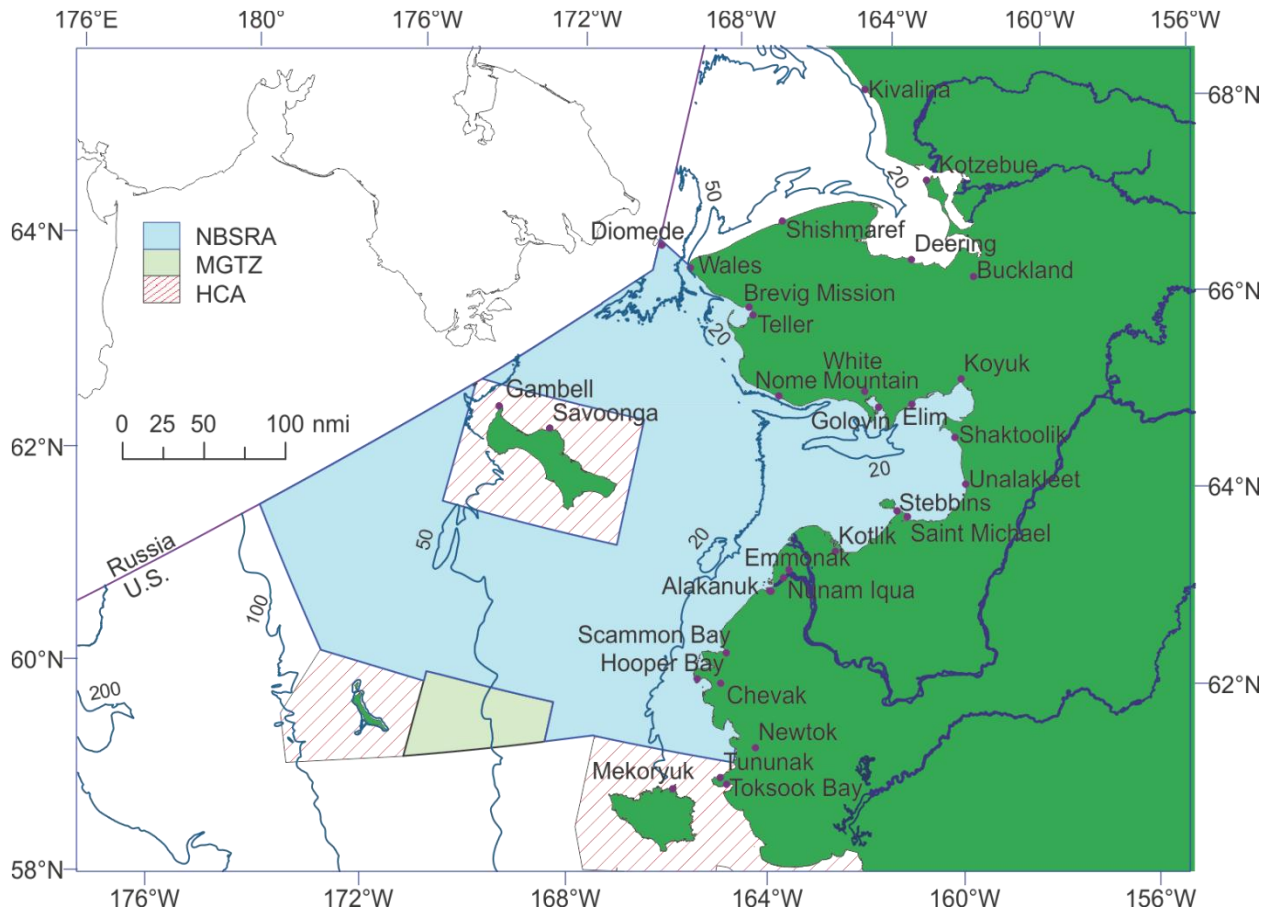 176°E 180° 176°W 172°W 168°W 164°W 160°W 156°W
Kivalina
68°N
Kotzebue
20
50
64°N
Diomede
Shishmaref
Deering
NBSRA
Wales
Buckland
MGTZ
66°N
HCA
Brevig Mission
Teller
20
White
Nome Mountain
Koyuk
Gambell
0 25 50 100 nmi
Savoonga
Golovin
Elim
62°N
Shaktoolik
20
Unalakleet
64°N
Stebbins
Saint Michael
50
20
Kotlik
Russia
U.S.
Emmonak
Alakanuk
Nunam Iqua
100
Scammon Bay
60°N
Hooper Bay
62°N
200
Chevak
Newtok
Tununak
Mekoryuk
Toksook Bay
58°N
176°W 172°W 168°W 164°W 160°W 156°W